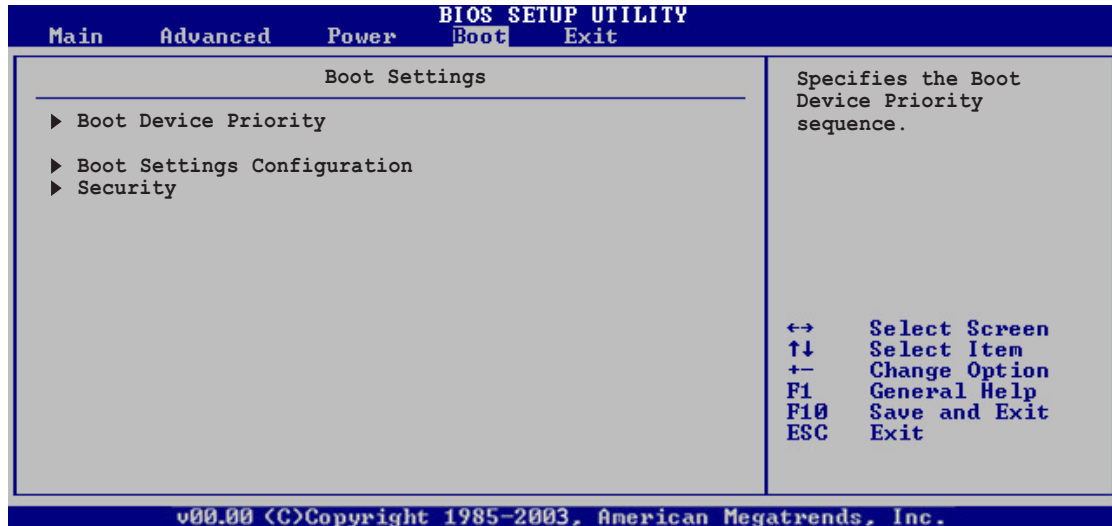 BIOS SETUP UTILITY
Main Advanced Power Boot Exit
Boot Settings
Boot Device Priority
Boot Settings Configuration
Security
Specifies the Boot
Device Priority
sequence.
←→ Select Screen
↑↓ Select Item
+- Change Option
F1 General Help
F10 Save and Exit
ESC Exit
v00.00 (C)Copyright 1985-2003, American Megatrends, Inc.